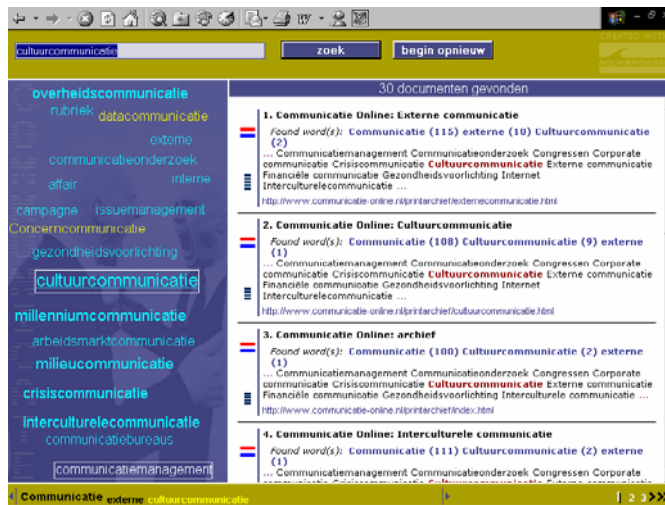 CREATED WITH
AQUABROWSER
cultuurcommunicatie
zoek
begin opnieuw
overheidscommunicatie
rubriek
datacommunicatie
externe
communicatieonderzoek
affair
interne
campagne
issuemanagement
Concerncommunicatie
gezondheidsvoorlichting
cultuurcommunicatie
millenniumcommunicatie
arbeidsmarktcommunicatie
milieucommunicatie
crisiscommunicatie
interculturelecommunicatie
communicatiebureaus
communicatiemanagement
30 documenten gevonden
1. Communicatie Online: Externe communicatie
Found word(s): Communicatie (115) externe (10) Cultuurcommunicatie
(2)
... Communicatiemanagement Communicatieonderzoek Congressen Corporate
communicatie Crisiscommunicatie Cultuurcommunicatie Externe communicatie
Financiële communicatie Gezondheidsvoorlichting Internet
Interculturelecommunicatie ...
http://www.communicatie-online.nl/printarchief/externecommunicatie.html
2. Communicatie Online: Cultuurcommunicatie
Found word(s): Communicatie (108) Cultuurcommunicatie (9) externe
(1)
... Communicatiemanagement Communicatieonderzoek Congressen Corporate
communicatie Crisiscommunicatie Cultuurcommunicatie Externe communicatie
Financiële communicatie Gezondheidsvoorlichting Internet
Interculturelecommunicatie ...
http://www.communicatie-online.nl/printarchief/cultuurcommunicatie.html
3. Communicatie Online: archief
Found word(s): Communicatie (100) Cultuurcommunicatie (2) externe
(1)
... Communicatiemanagement Communicatieonderzoek Congressen Corporate
communicatie Crisiscommunicatie Cultuurcommunicatie Externe communicatie
Financiële communicatie Gezondheidsvoorlichting Interculturele communicatie ...
http://www.communicatie-online.nl/printarchief/index.html
4. Communicatie Online: Interculturele communicatie
Found word(s): Communicatie (111) Cultuurcommunicatie (2) externe
(1)
... Communicatiemanagement Communicatieonderzoek Congressen Corporate
Communicatie externe cultuurcommunicatie
1 2 3 >>